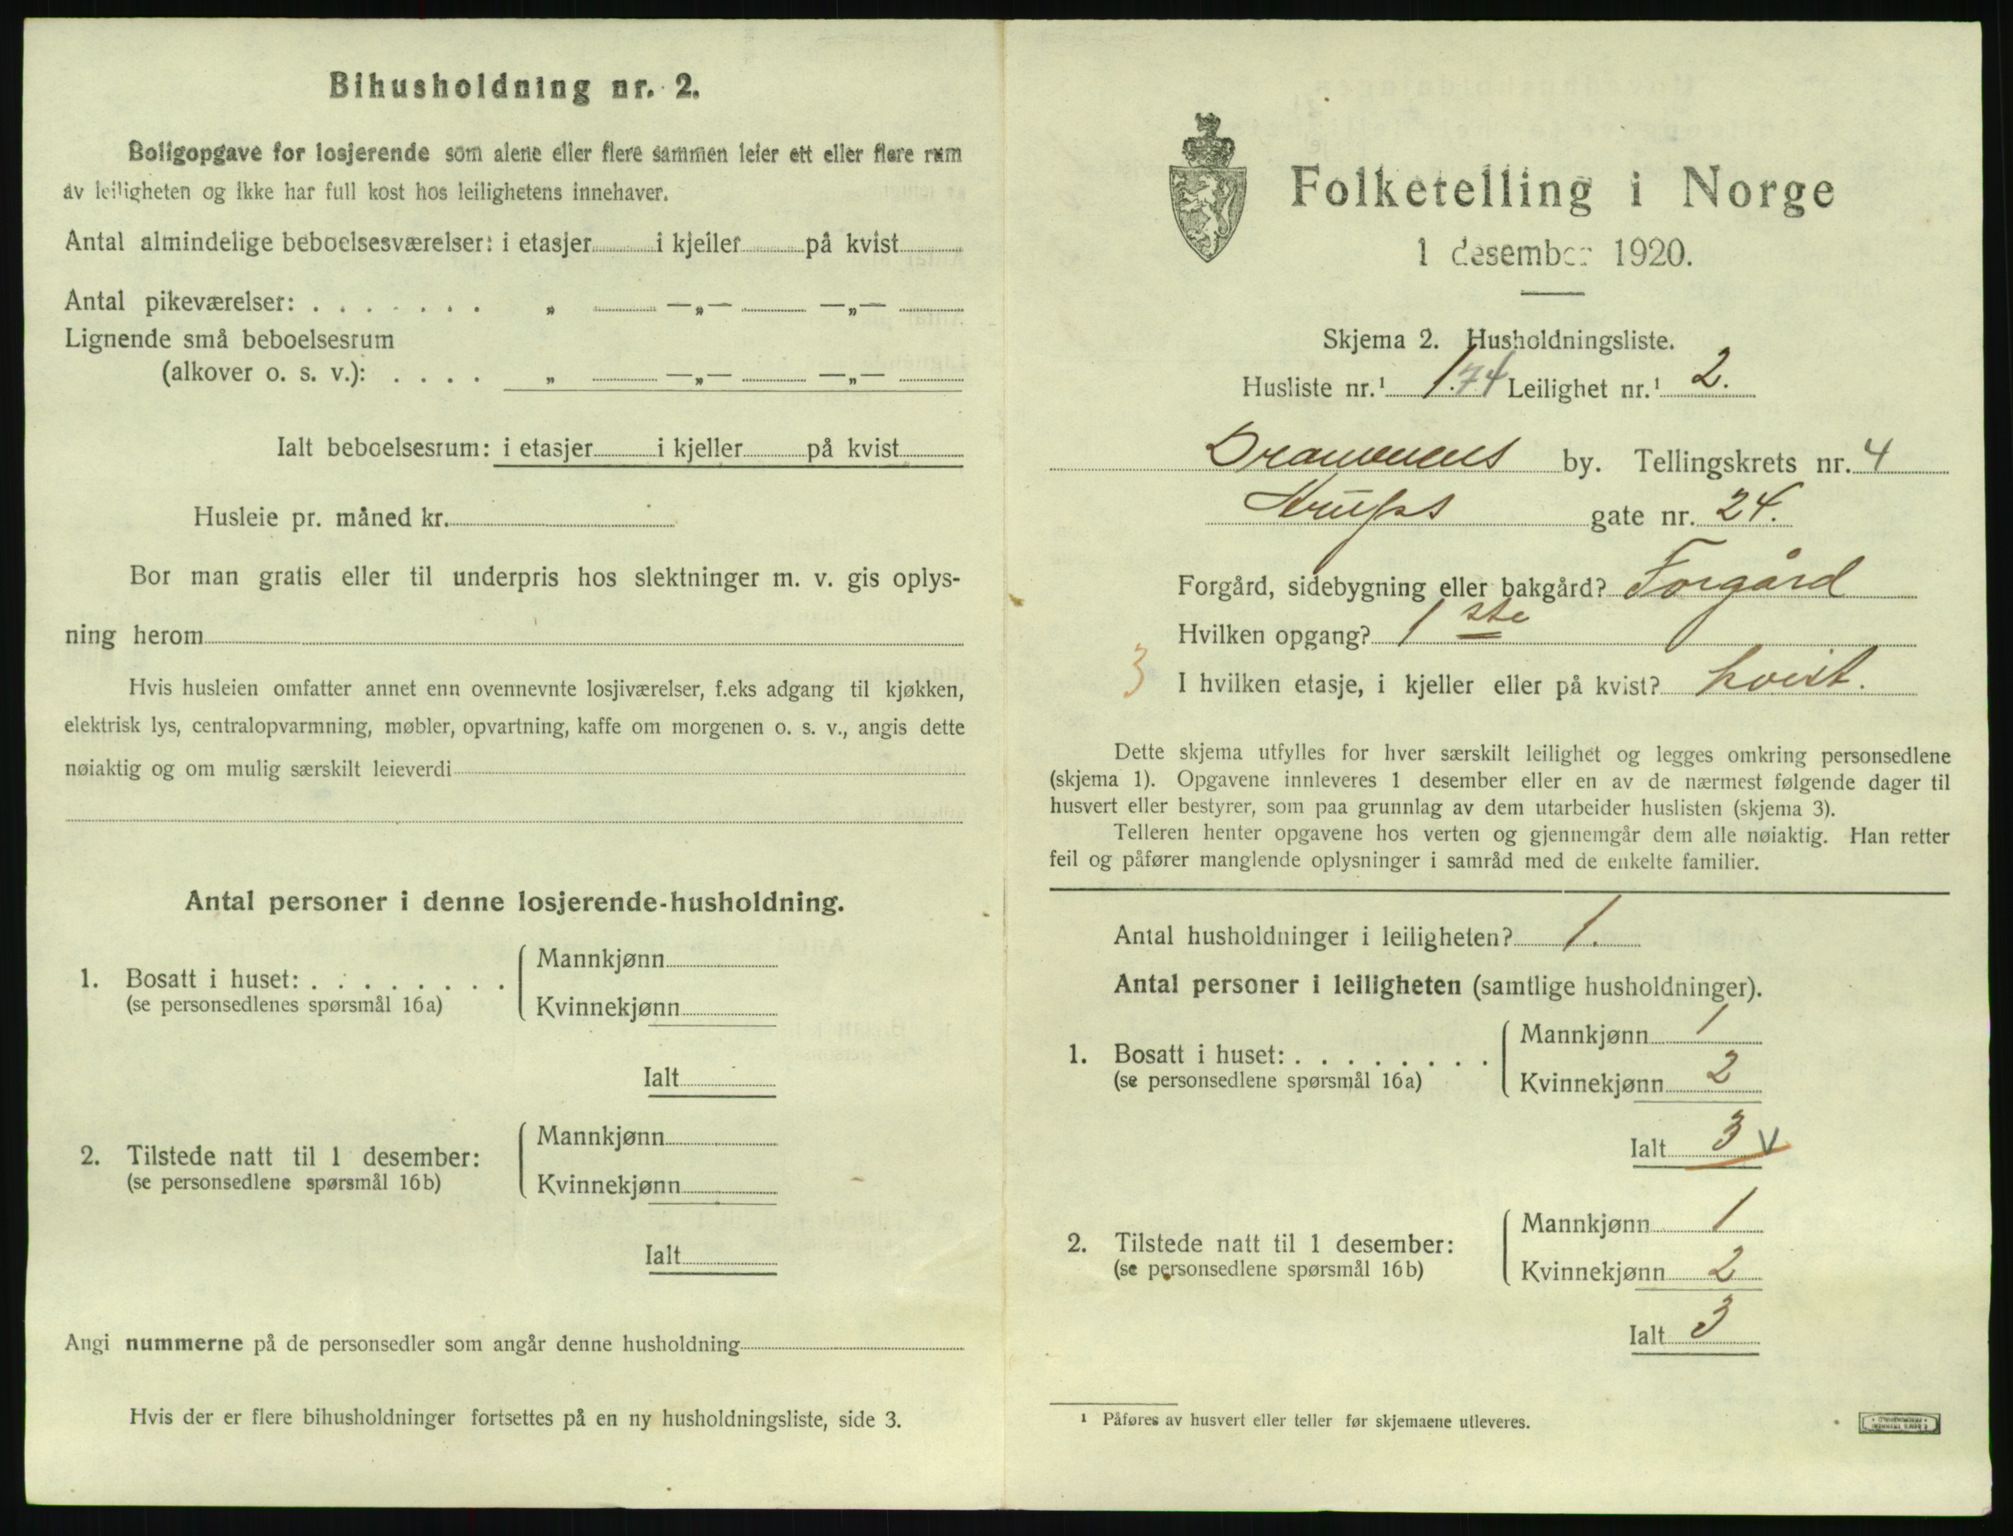 Bihusholdning nr. 2.
Boligopgave for losjerende som alene eller flere sammen leier ett eller flere rum
av leiligheten og ikke har full kost hos leilighetens innehaver.
Antal almindelige beboelsesværelser: i etasjer i kjeller på kvist
Antal pikeværelser: . . . . . . . „ —„— —„—
Lignende små beboelsesrum
(alkover o. s. v.): . . . . „ —„— —„—
Ialt beboelsesrum: i etasjer i kjeller på kvist
Husleie pr. måned kr.
Bor man gratis eller til underpris hos slektninger m. v. gis oplys-
ning herom
Hvis husleien omfatter annet enn ovennevnte losjiværelser, f.eks adgang til kjøkken,
elektrisk lys, centralopvarmning, møbler, opvartning, kaffe om morgenen o. s. v., angis dette
nøiaktig og om mulig særskilt leieverdi
Antal personer i denne losjerende-husholdning.
1. Bosatt i huset: . . . . . . . . Mannkjønn
(se personsedlenes spørsmål 16a) Kvinnekjønn
Ialt
2. Tilstede natt til 1 desember: Mannkjønn
(se personsedlene spørsmål 16b) Kvinnekjønn
Ialt
Angi nummerne på de personsedler som angår denne husholdning
Hvis der er flere bihusholdninger fortsettes på en ny husholdningsliste, side 3.
Folketelling i Norge
1 desember 1920.
Skjema 2. Husholdningsliste.
Husliste nr.¹ 174 Leilighet nr.¹ 2.
Drammens by. Tellingskrets nr. 4
gate nr. 24.
Forgård, sidebygning eller bakgård? Forgård
Hvilken opgang? 1 ste
3 I hvilken etasje, i kjeller eller på kvist? kvist.
Dette skjema utfylles for hver særskilt leilighet og legges omkring personsedlene
(skjema 1). Opgavene innleveres 1 desember eller en av de nærmest følgende dager til
husvert eller bestyrer, som paa grunnlag av dem utarbeider huslisten (skjema 3).
Telleren henter opgavene hos verten og gjennemgår dem alle nøiaktig. Han retter
feil og påfører manglende oplysninger i samråd med de enkelte familier.
Antal husholdninger i leiligheten? 1.
Antal personer i leiligheten (samtlige husholdninger).
1. Bosatt i huset: . . . . . . . . Mannkjønn 1
(se personsedlene spørsmål 16a) Kvinnekjønn 2
Ialt 3 v
2. Tilstede natt til 1 desember: Mannkjønn 1
(se personsedlene spørsmål 16b) Kvinnekjønn 2
Ialt 3
¹ Påføres av husvert eller teller før skjemaene utleveres.